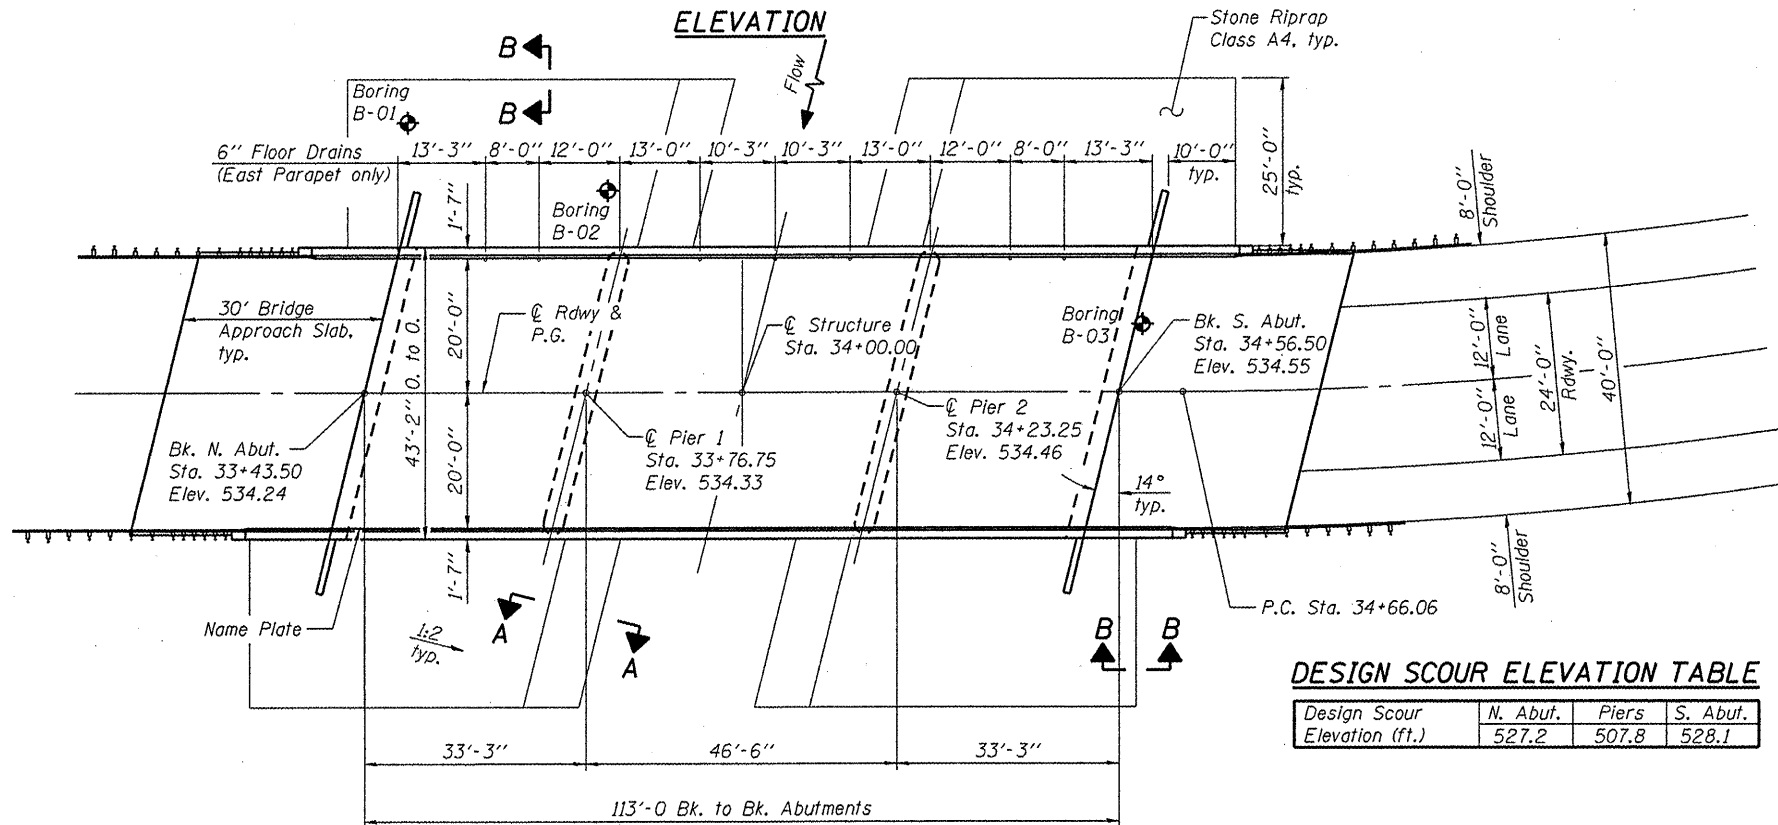 ELEVATION
Stone Riprap
Class A4, typ.
B
B
Flow
Boring
B-01
6'' Floor Drains
(East Parapet only)
13'-3''
8'-0''
12'-0''
13'-0''
10'-3''
10'-3''
13'-0''
12'-0''
8'-0''
13'-3''
10'-0''
typ.
25'-0''
typ.
8'-0''
Shoulder
1'-7''
Boring
B-02
30' Bridge
Approach Slab,
typ.
43'-2'' O. to O.
20'-0''
℄ Rdwy &
P.G.
℄ Structure
Sta. 34+00.00
Boring
B-03
Bk. S. Abut.
Sta. 34+56.50
Elev. 534.55
12'-0''
Lane
24'-0''
Rdwy.
40'-0''
12'-0''
Lane
Bk. N. Abut.
Sta. 33+43.50
Elev. 534.24
20'-0''
℄ Pier 1
Sta. 33+76.75
Elev. 534.33
℄ Pier 2
Sta. 34+23.25
Elev. 534.46
14°
typ.
1'-7''
8'-0''
Shoulder
Name Plate
1:2
typ.
A
A
B
B
P.C. Sta. 34+66.06
DESIGN SCOUR ELEVATION TABLE
Design Scour Elevation (ft.)
N. Abut. Piers S. Abut.
527.2 507.8 528.1
33'-3''
46'-6''
33'-3''
113'-0 Bk. to Bk. Abutments